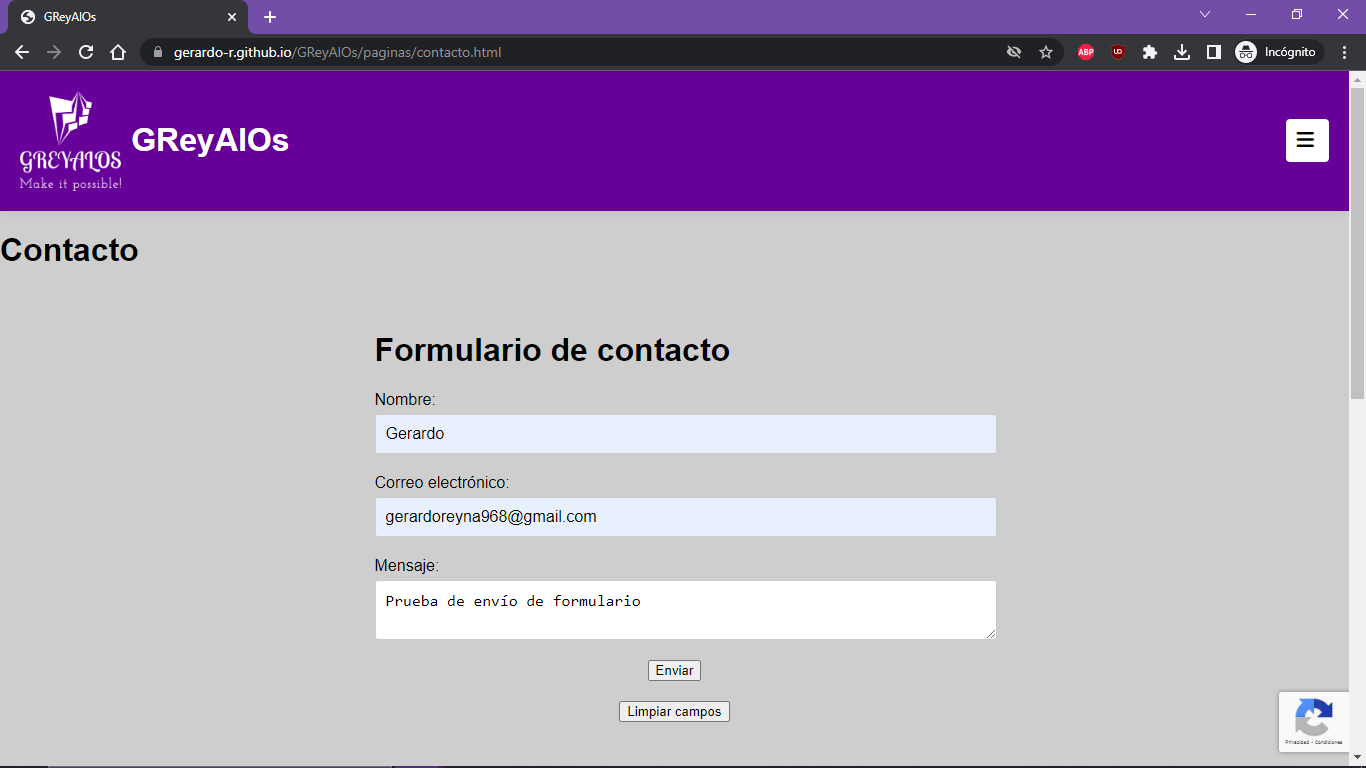 GReyAlOs
gerardo-r.github.io/GReyAlOs/paginas/contacto.html
ABP
UD
Incógnito
GREYALOS
Make it possible!
GReyAlOs
Contacto
Formulario de contacto
Nombre:
Gerardo
Correo electrónico:
gerardoreyna968@gmail.com
Mensaje:
Prueba de envío de formulario
Enviar
Limpiar campos
Privacidad - Condiciones